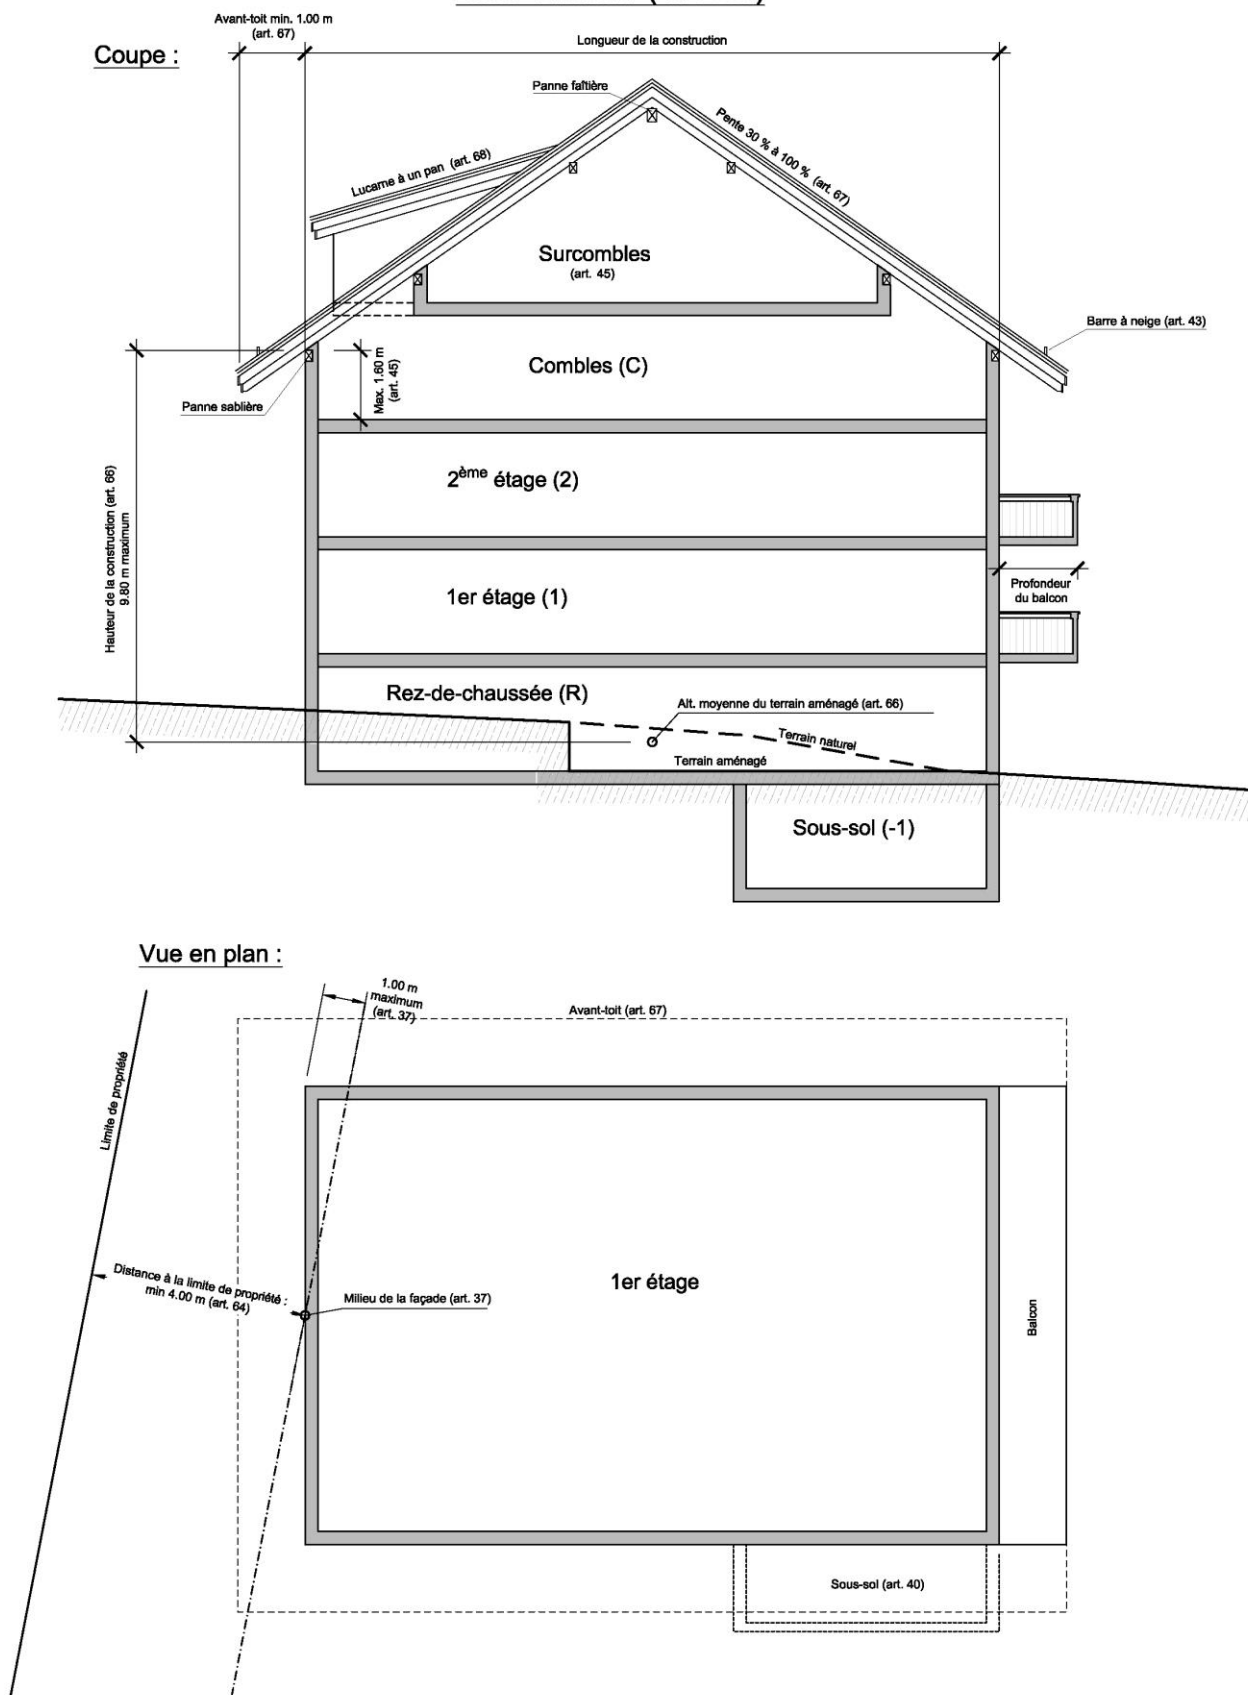 Avant-toit min. 1.00 m
(art. 67)
Longueur de la construction
Coupe :
Panne faîtière
Pente 30 % à 100 % (art. 67)
Lucarne à un pan (art. 68)
Surcombles
(art. 45)
Barre à neige (art. 43)
Max. 1.60 m
(art. 45)
Combles (C)
Panne sablière
2ème étage (2)
Hauteur de la construction (art. 66)
9.80 m maximum
1er étage (1)
Profondeur
du balcon
Rez-de-chaussée (R)
Alt. moyenne du terrain aménagé (art. 66)
Terrain naturel
Terrain aménagé
Sous-sol (-1)
Vue en plan :
1.00 m
maximum
(art. 37)
Avant-toit (art. 67)
Limite de propriété
Distance à la limite de propriété :
min 4.00 m (art. 64)
Milieu de la façade (art. 37)
1er étage
Balcon
Sous-sol (art. 40)